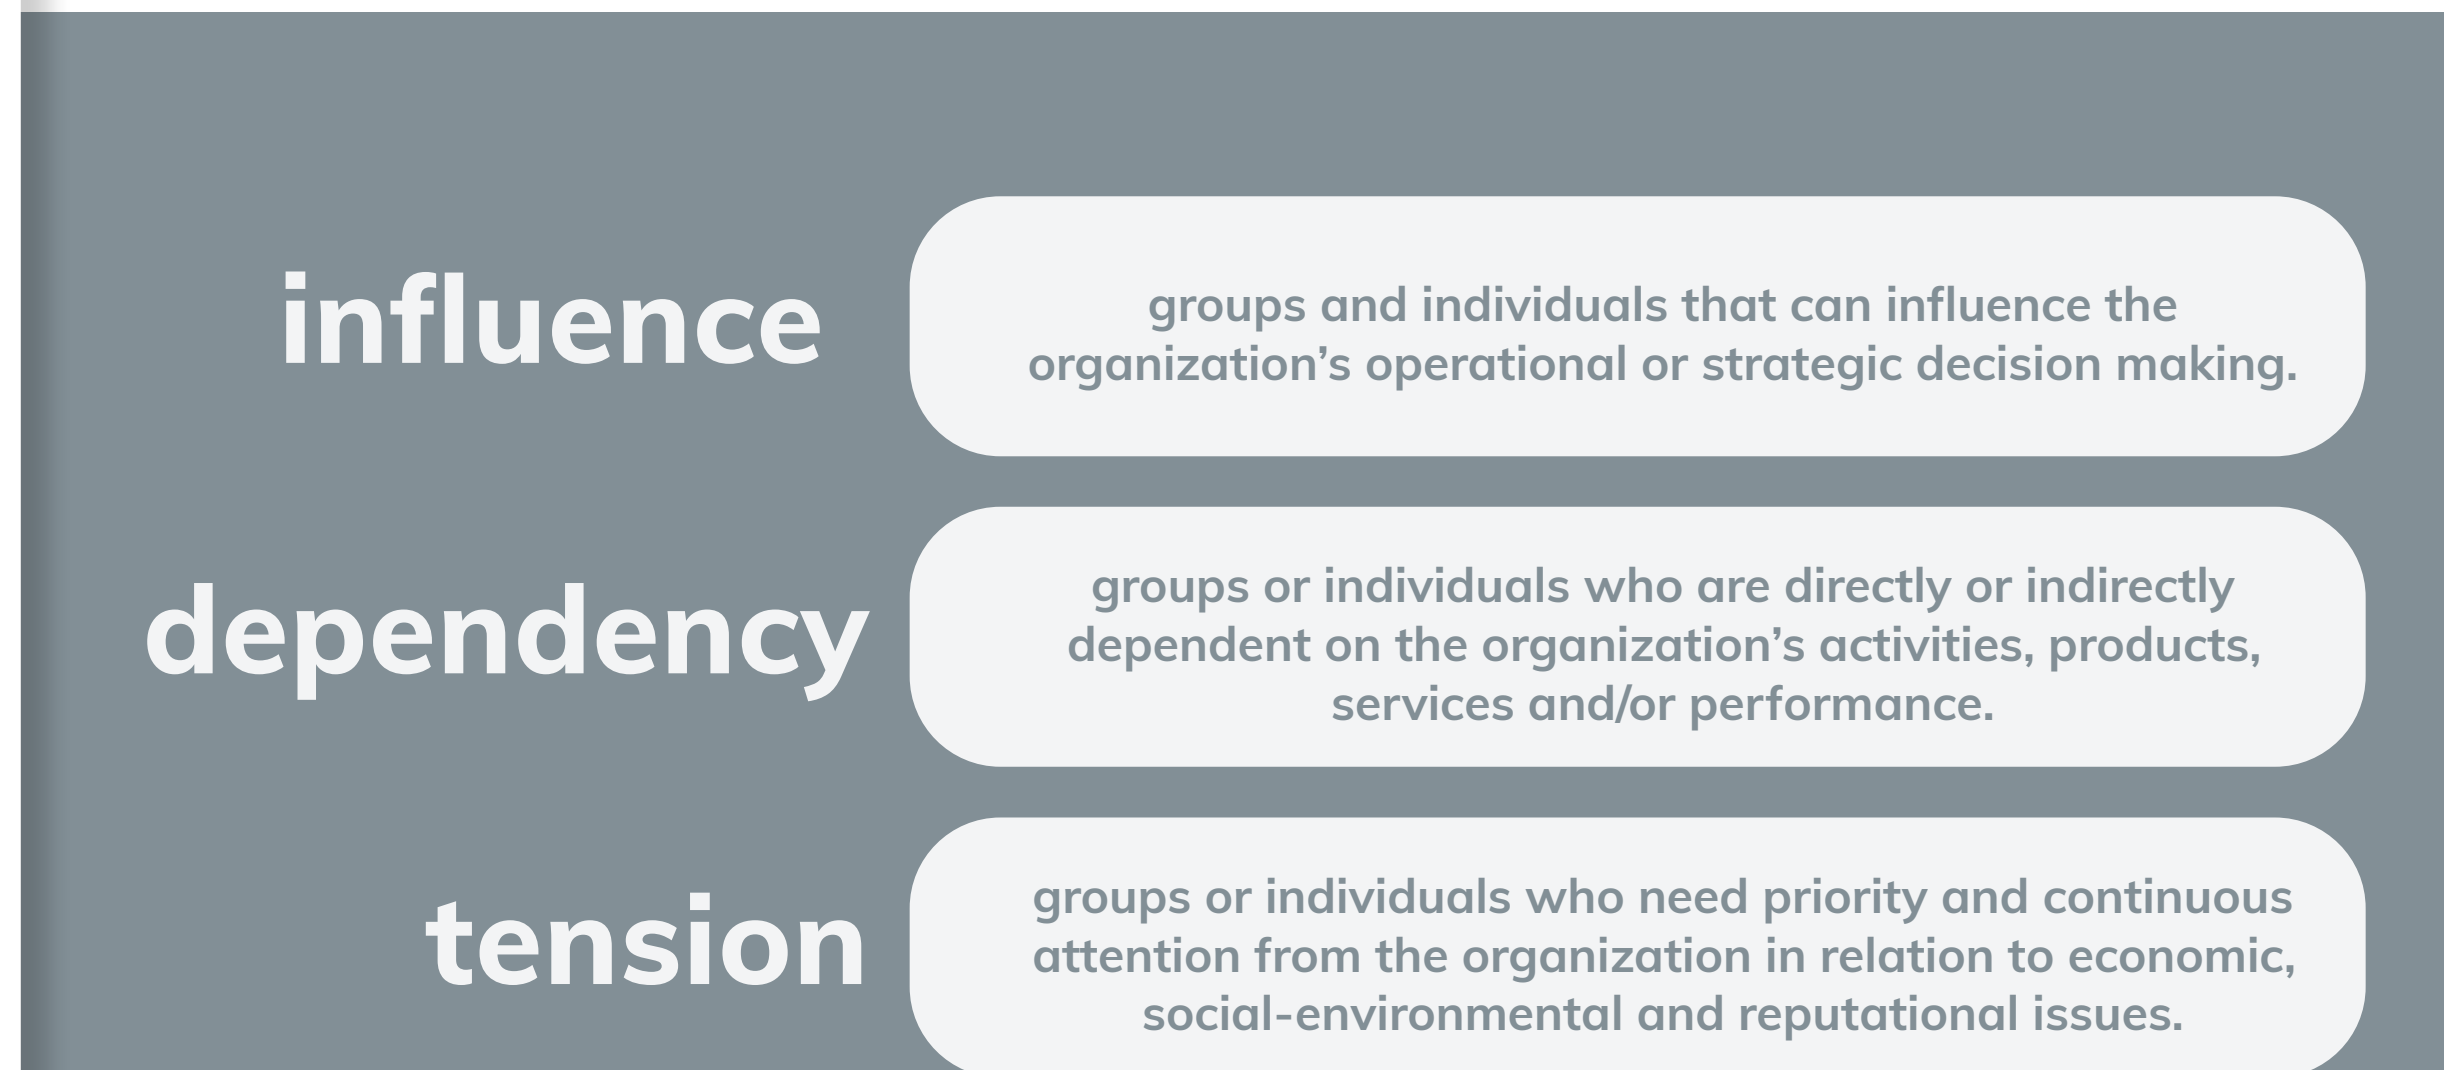 influence
groups and individuals that can influence the
organization’s operational or strategic decision making.
dependency
groups or individuals who are directly or indirectly
dependent on the organization’s activities, products,
services and/or performance.
tension
groups or individuals who need priority and continuous
attention from the organization in relation to economic,
social-environmental and reputational issues.